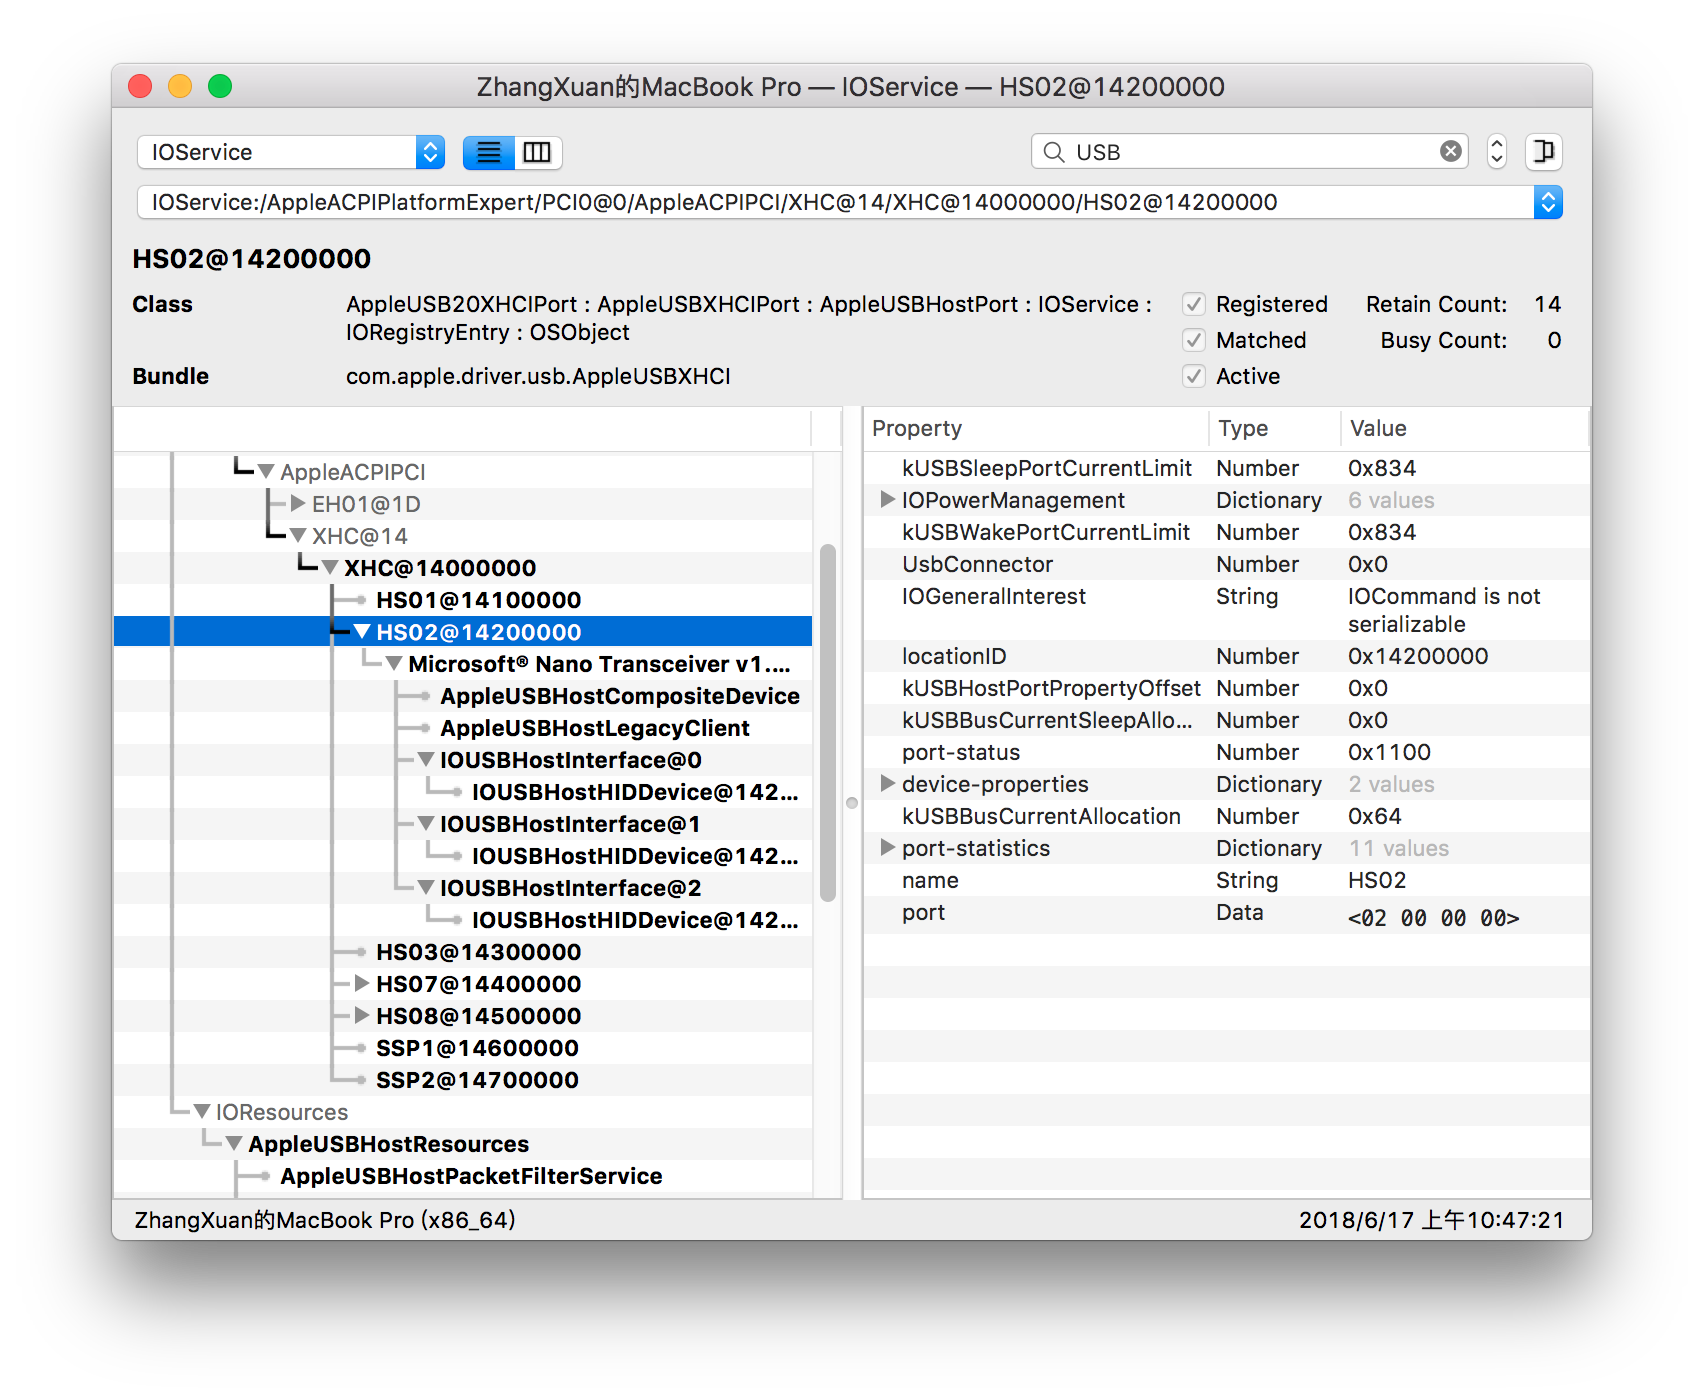 ZhangXuan的MacBook Pro — IOService — HS02@14200000
IOService
USB
IOService:/AppleACPIPlatformExpert/PCI0@0/AppleACPIPCI/XHC@14/XHC@14000000/HS02@14200000
HS02@14200000
Class
AppleUSB20XHCIPort : AppleUSBXHCIPort : AppleUSBHostPort : IOService :
IORegistryEntry : OSObject
Bundle
com.apple.driver.usb.AppleUSBXHCI
Registered
Retain Count: 14
Matched
Busy Count: 0
Active
AppleACPIPCI
EH01@1D
XHC@14
XHC@14000000
HS01@14100000
HS02@14200000
Microsoft® Nano Transceiver v1....
AppleUSBHostCompositeDevice
AppleUSBHostLegacyClient
IOUSBHostInterface@0
IOUSBHostHIDDevice@142...
IOUSBHostInterface@1
IOUSBHostHIDDevice@142...
IOUSBHostInterface@2
IOUSBHostHIDDevice@142...
HS03@14300000
HS07@14400000
HS08@14500000
SSP1@14600000
SSP2@14700000
IOResources
AppleUSBHostResources
AppleUSBHostPacketFilterService
Property Type Value
kUSBSleepPortCurrentLimit Number 0x834
IOPowerManagement Dictionary 6 values
kUSBWakePortCurrentLimit Number 0x834
UsbConnector Number 0x0
IOGeneralInterest String IOCommand is not
serializable
locationID Number 0x14200000
kUSBHostPortPropertyOffset Number 0x0
kUSBBusCurrentSleepAllo... Number 0x0
port-status Number 0x1100
device-properties Dictionary 2 values
kUSBBusCurrentAllocation Number 0x64
port-statistics Dictionary 11 values
name String HS02
port Data <02 00 00 00>
ZhangXuan的MacBook Pro (x86_64)
2018/6/17 上午10:47:21